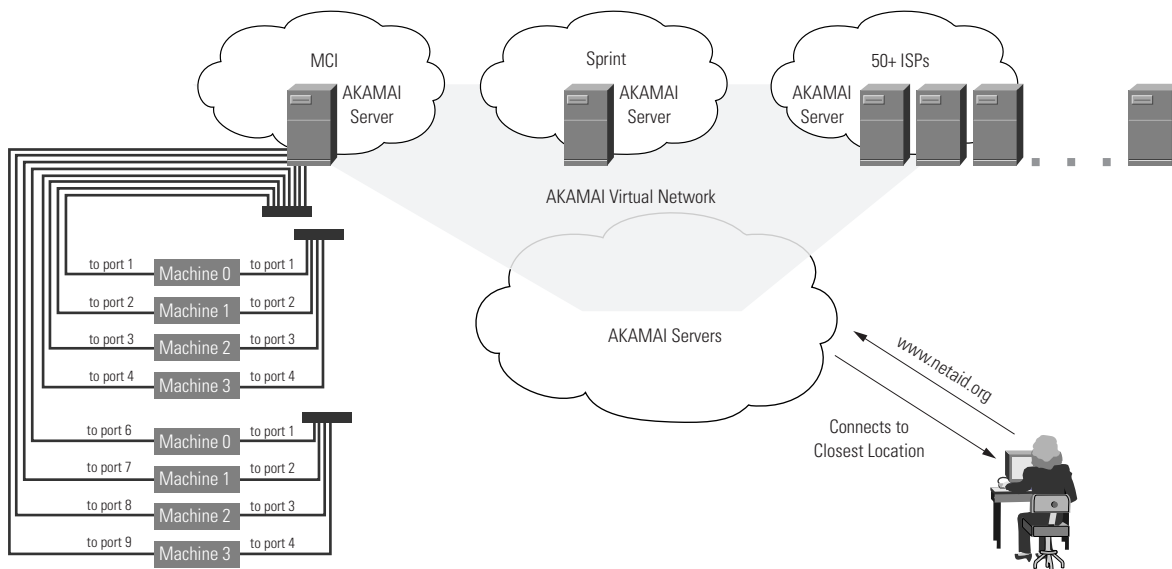 MCI
AKAMAI
Server
Sprint
AKAMAI
Server
50+ ISPs
AKAMAI
Server
AKAMAI Virtual Network
to port 1
Machine 0
to port 1
to port 2
Machine 1
to port 2
to port 3
Machine 2
to port 3
to port 4
Machine 3
to port 4
to port 6
Machine 0
to port 1
to port 7
Machine 1
to port 2
to port 8
Machine 2
to port 3
to port 9
Machine 3
to port 4
AKAMAI Servers
www.netaid.org
Connects to
Closest Location